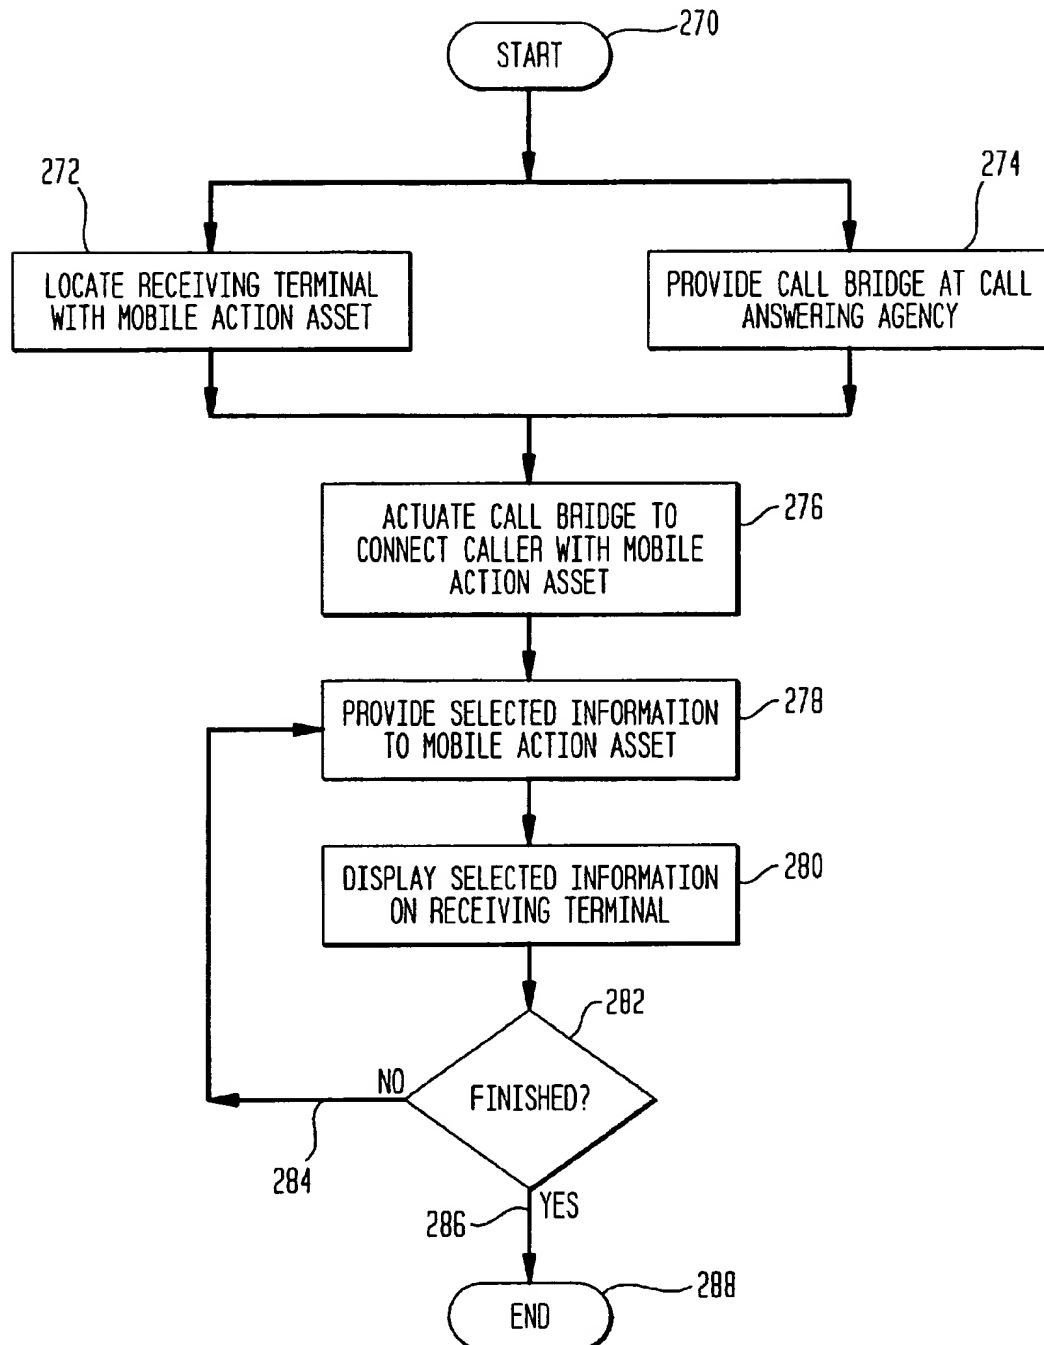 START
270
272
274
LOCATE RECEIVING TERMINAL
WITH MOBILE ACTION ASSET
PROVIDE CALL BRIDGE AT CALL
ANSWERING AGENCY
ACTUATE CALL BRIDGE TO
CONNECT CALLER WITH MOBILE
ACTION ASSET
276
PROVIDE SELECTED INFORMATION
TO MOBILE ACTION ASSET
278
DISPLAY SELECTED INFORMATION
ON RECEIVING TERMINAL
280
282
NO
FINISHED?
284
YES
286
END
288